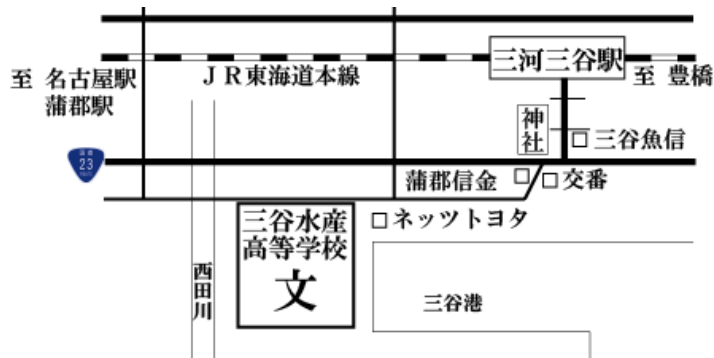 三河三谷駅
至 名古屋駅
蒲郡駅
ＪＲ東海道本線
至 豊橋
神社
三谷魚信
23
蒲郡信金
交番
三谷水産
高等学校
文
ネッツトヨタ
西田川
三谷港